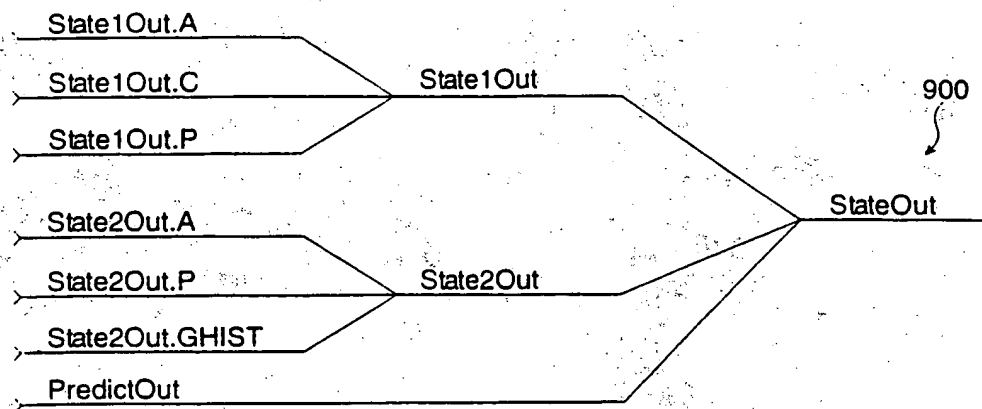 State1Out.A
State1Out.C
State1Out
State1Out.P
900
State2Out.A
StateOut
State2Out.P
State2Out
State2Out.GHIST
PredictOut